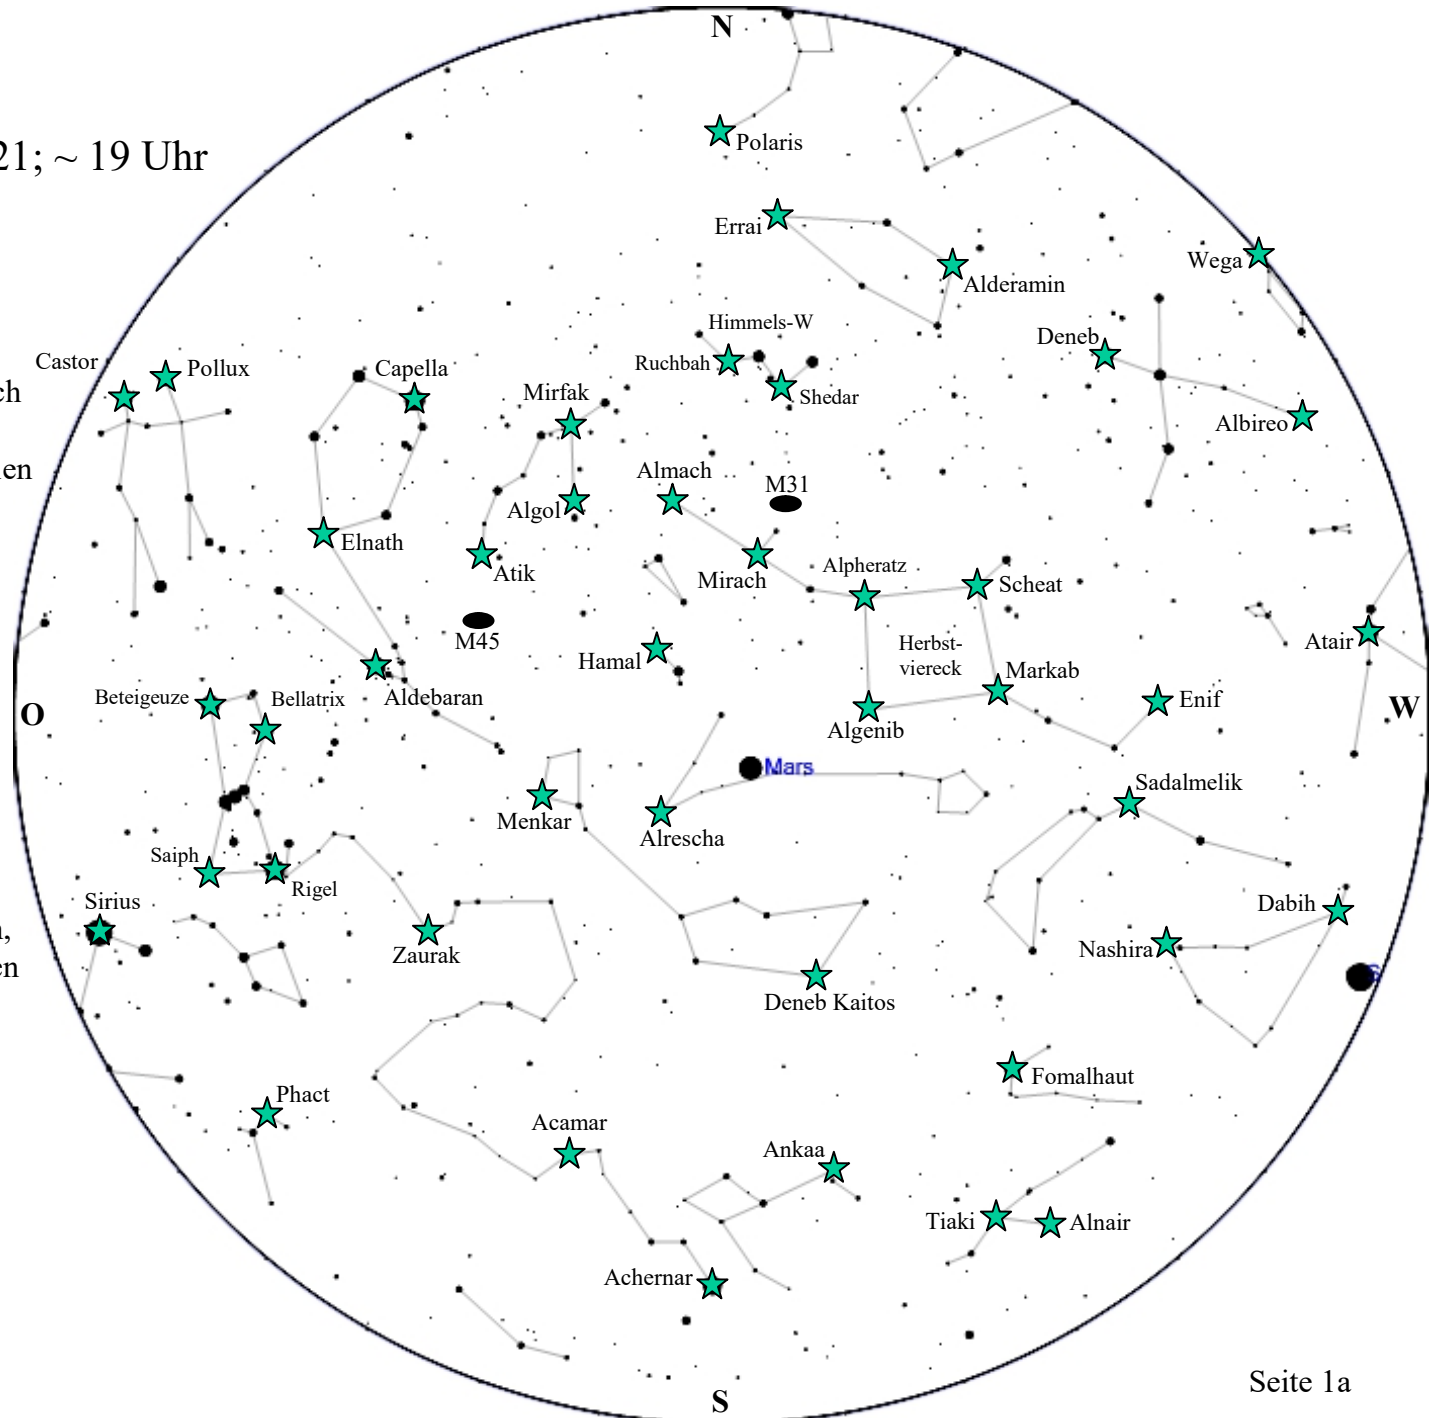 N
21; ~ 19 Uhr
Polaris
Errai
Wega
Alderamin
Himmels-W
Deneb
Castor
Pollux
Capella
Ruchbah
Shedar
ch
Mirfak
Albireo
en
Almach
M31
Algol
Elnath
Atik
Mirach
Alpheratz
Scheat
M45
Hamal
Herbst-
viereck
Atair
Beteigeuze
Bellatrix
Aldebaran
Markab
Enif
O
W
Algenib
Mars
Sadalmelik
Menkar
Alrescha
Saiph
Rigel
Sirius
Dabih
n,
en
Zaurak
Nashira
Deneb Kaitos
Fomalhaut
Phact
Acamar
Ankaa
Tiaki
Alnair
Achernar
Seite 1a
S